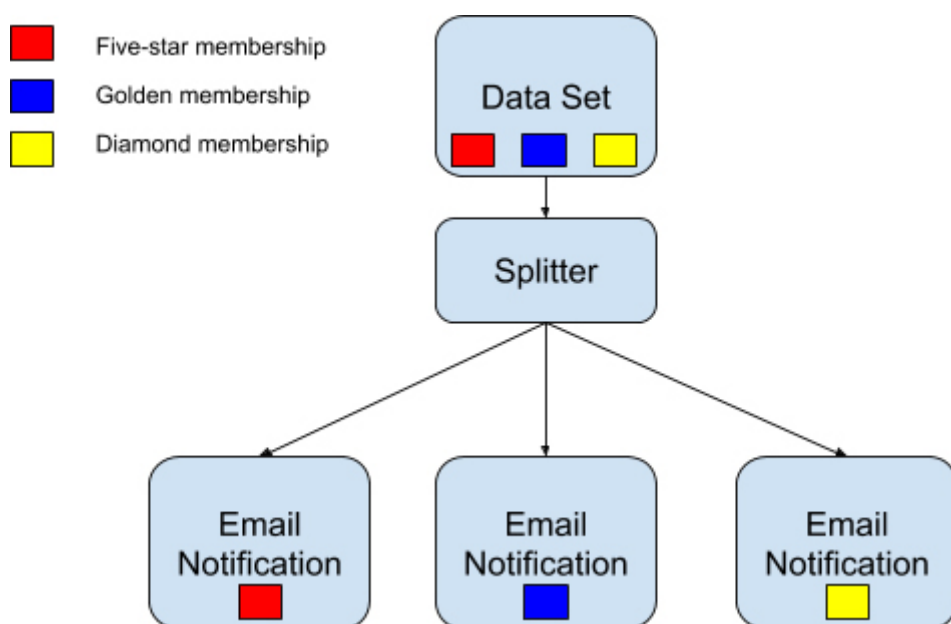 Five-star membership
Golden membership
Diamond membership
Data Set
Splitter
Email
Notification
Email
Notification
Email
Notification